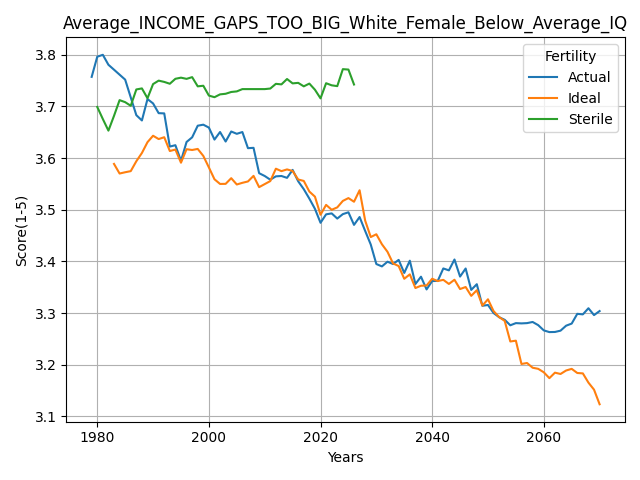 Average_INCOME_GAPS_TOO_BIG_White_Female_Below_Average_IQ
Fertility
Actual
Ideal
Sterile
Score(1-5)
3.8
3.7
3.6
3.5
3.4
3.3
3.2
3.1
1980
2000
2020
2040
2060
Years